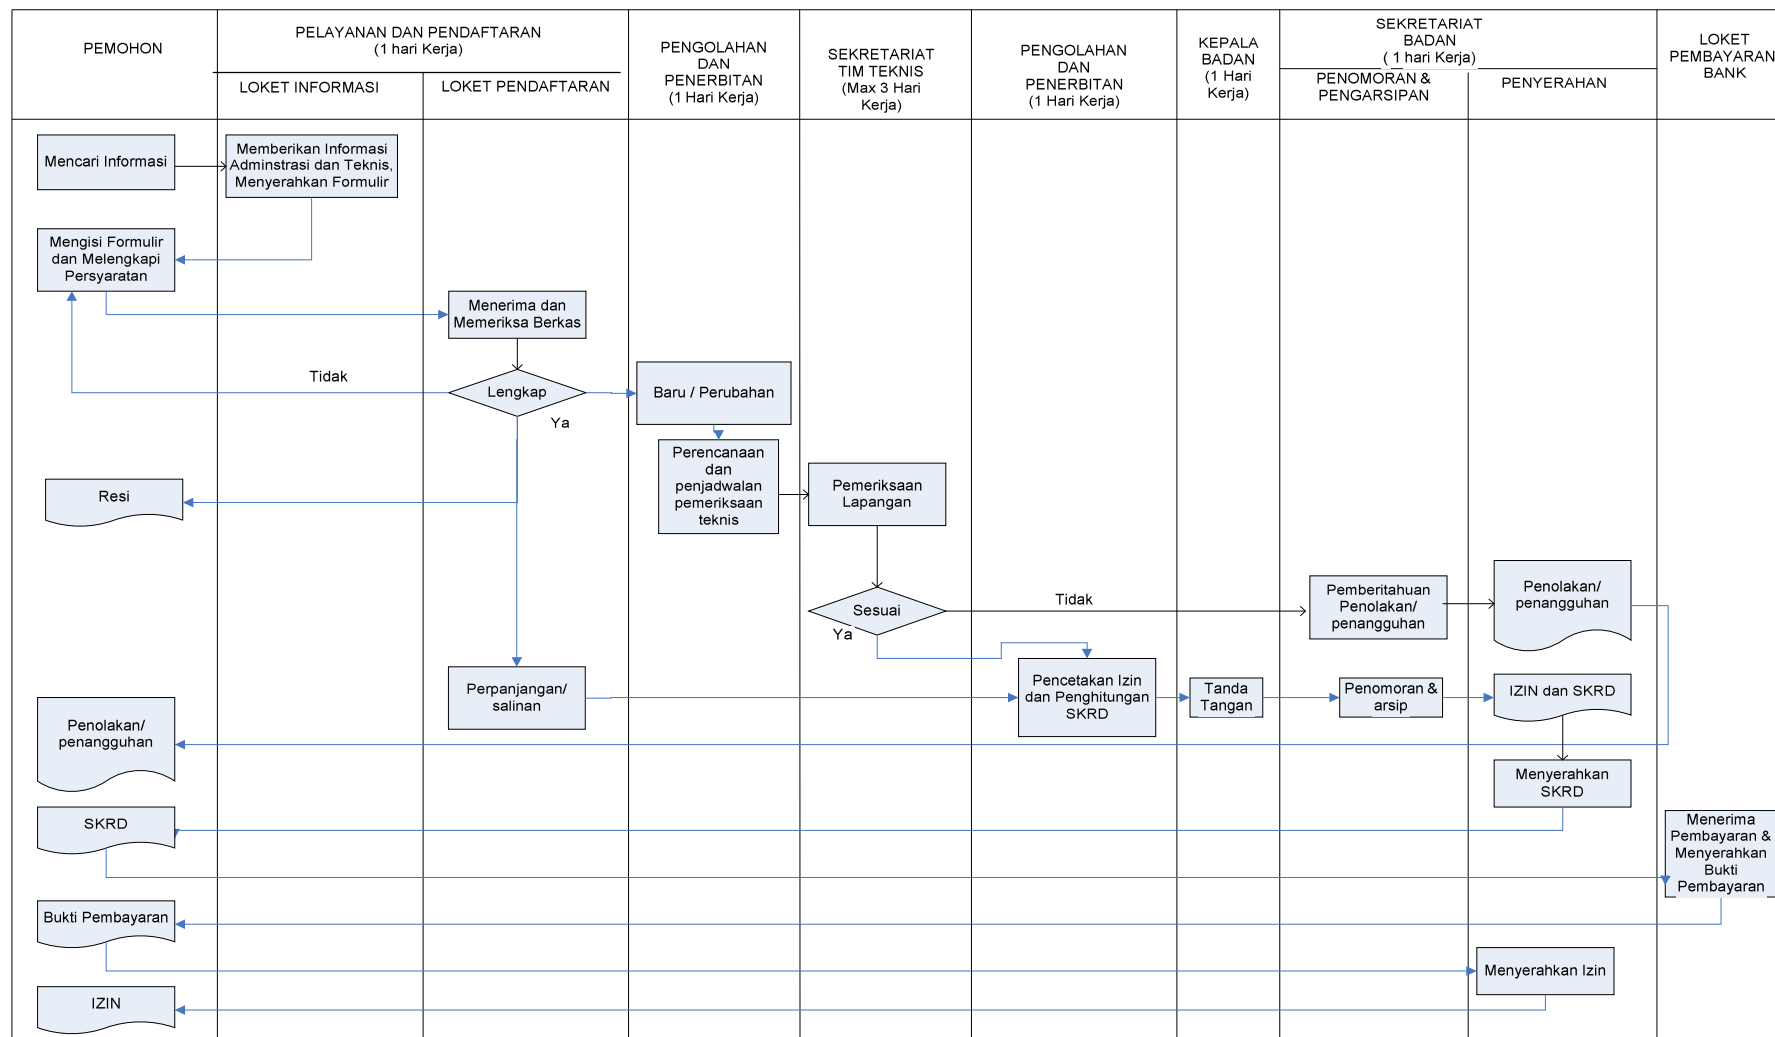 PEMOHON
PELAYANAN DAN PENDAFTARAN
(1 hari Kerja)
LOKET INFORMASI
LOKET PENDAFTARAN
PENGOLAHAN
DAN
PENERBITAN
(1 Hari Kerja)
SEKRETARIAT
TIM TEKNIS
(Max 3 Hari
Kerja)
PENGOLAHAN
DAN
PENERBITAN
(1 Hari Kerja)
KEPALA
BADAN
(1 Hari
Kerja)
SEKRETARIAT
BADAN
( 1 hari Kerja)
PENOMORAN &
PENGARSIPAN
PENYERAHAN
LOKET
PEMBAYARAN
BANK
Mencari Informasi
Memberikan Informasi
Adminstrasi dan Teknis,
Menyerahkan Formulir
Mengisi Formulir
dan Melengkapi
Persyaratan
Menerima dan
Memeriksa Berkas
Tidak
Lengkap
Ya
Baru / Perubahan
Perencanaan
dan
penjadwalan
pemeriksaan
teknis
Resi
Pemeriksaan
Lapangan
Sesuai
Ya
Tidak
Pemberitahuan
Penolakan/
penangguhan
Penolakan/
penangguhan
Perpanjangan/
salinan
Pencetakan Izin
dan Penghitungan
SKRD
Tanda
Tangan
Penomoran &
arsip
IZIN dan SKRD
Penolakan/
penangguhan
Menyerahkan
SKRD
SKRD
Menerima
Pembayaran &
Menyerahkan
Bukti
Pembayaran
Bukti Pembayaran
Menyerahkan Izin
IZIN